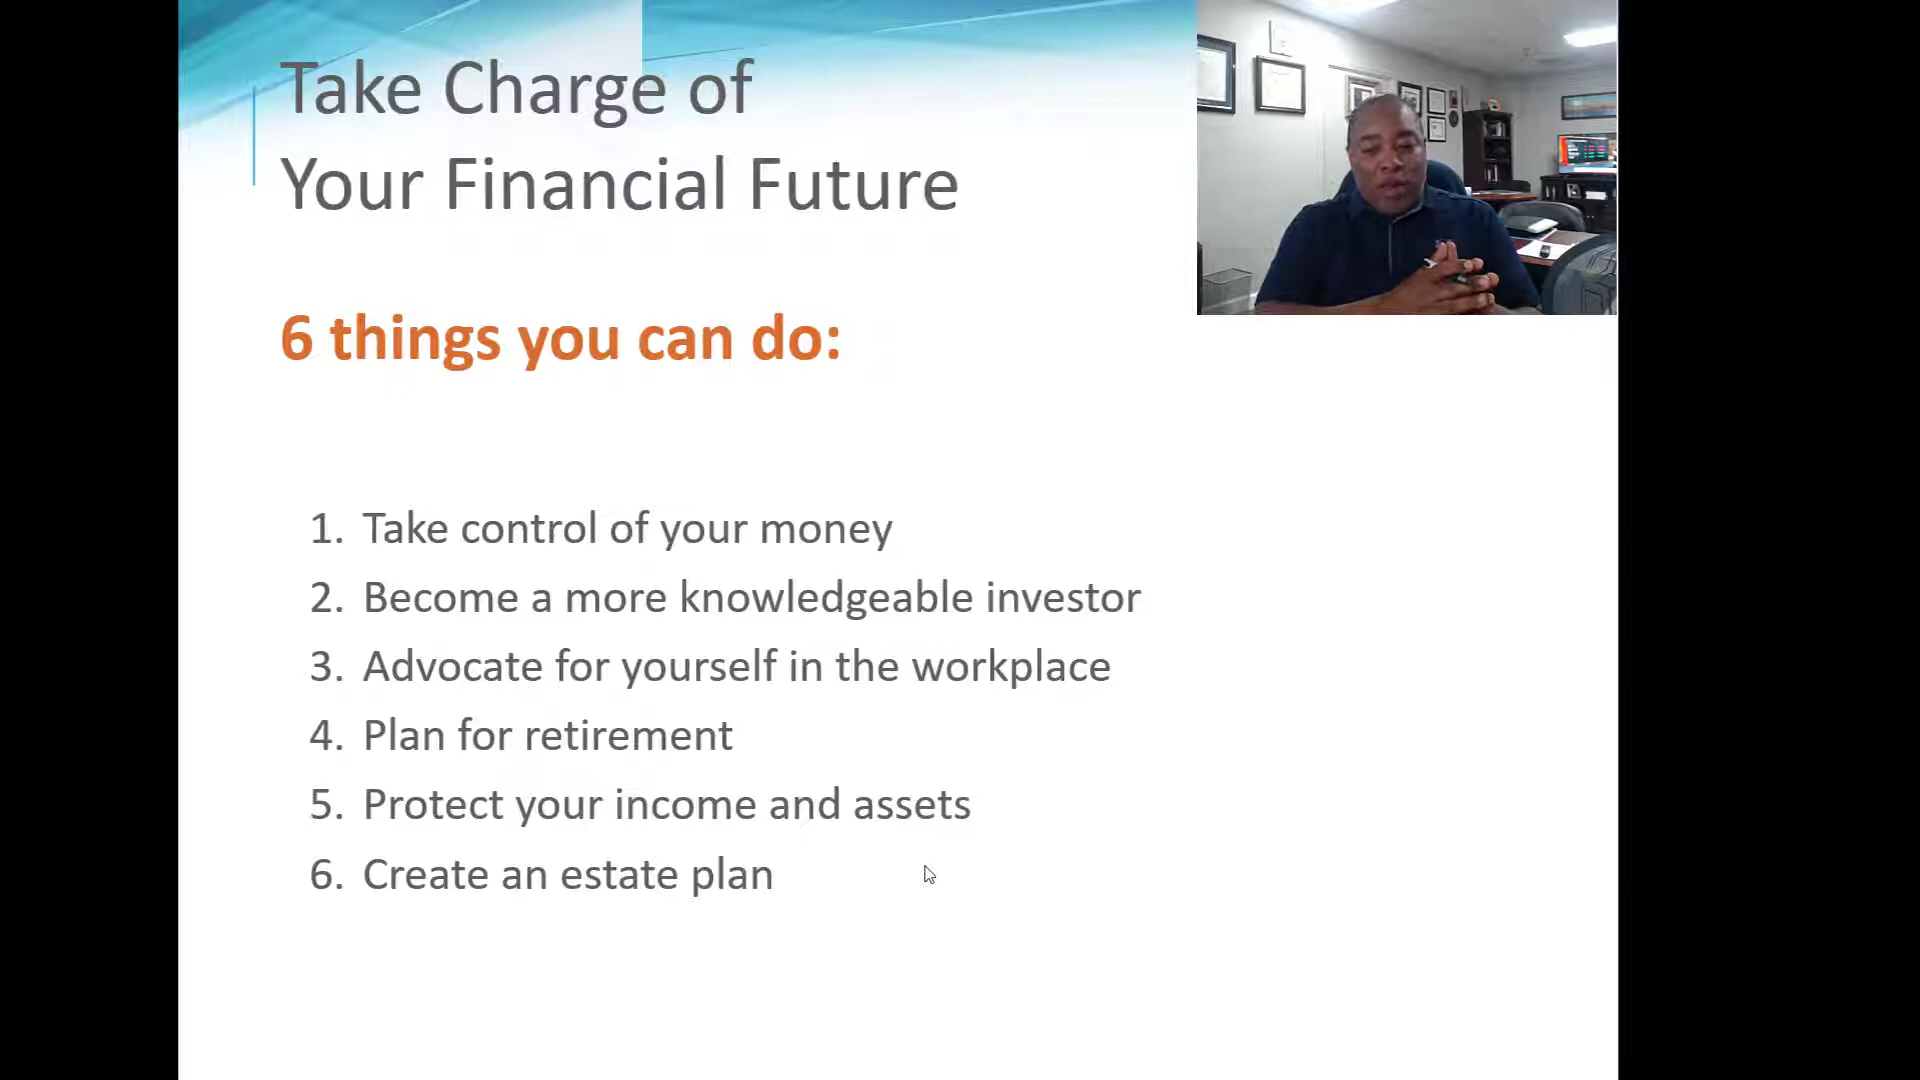 Take Charge of
Your Financial Future
6 things you can do:
1. Take control of your money
2. Become a more knowledgeable investor
3. Advocate for yourself in the workplace
4. Plan for retirement
5. Protect your income and assets
6. Create an estate plan